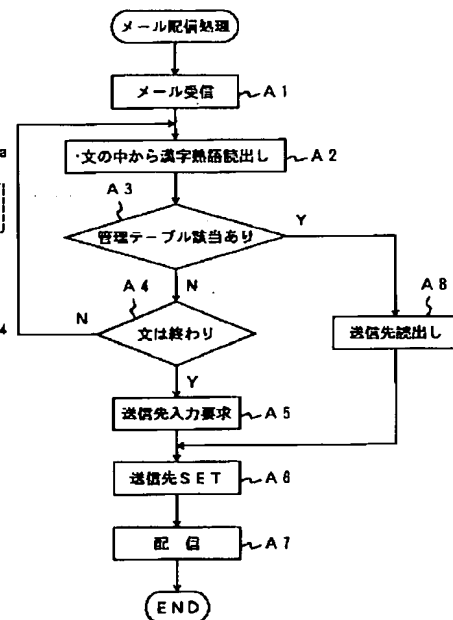 メール配信処理
メール受信 A1
文の中から漢字熟語読出し A2
A3
管理テーブル該当あり
Y
N
A4
N
文は終わり
A8
送信先読出し
Y
送信先入力要求 A5
送信先SET A6
配 信 A7
END
a
4